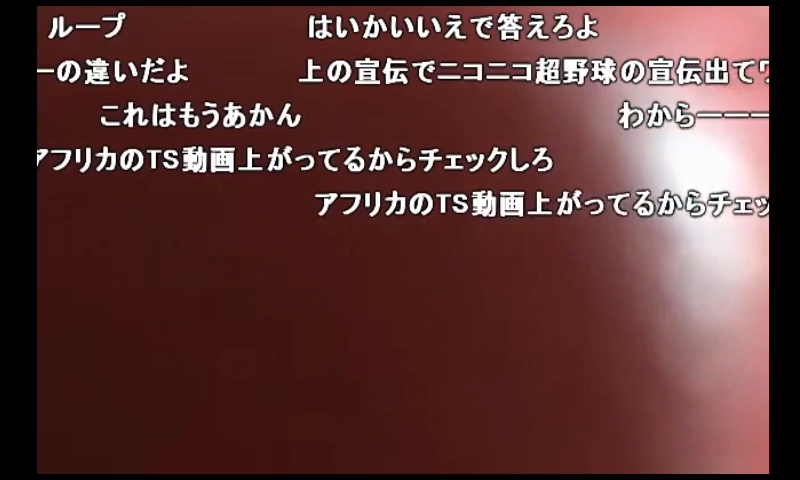 ループ はいかいいえで答えろよ
ーの違いだよ 上の宣伝でニコニコ超野球の宣伝出てワ
これはもうあかん わからーーー
アフリカのTS動画上がってるからチェックしろ
アフリカのTS動画上がってるからチェッ